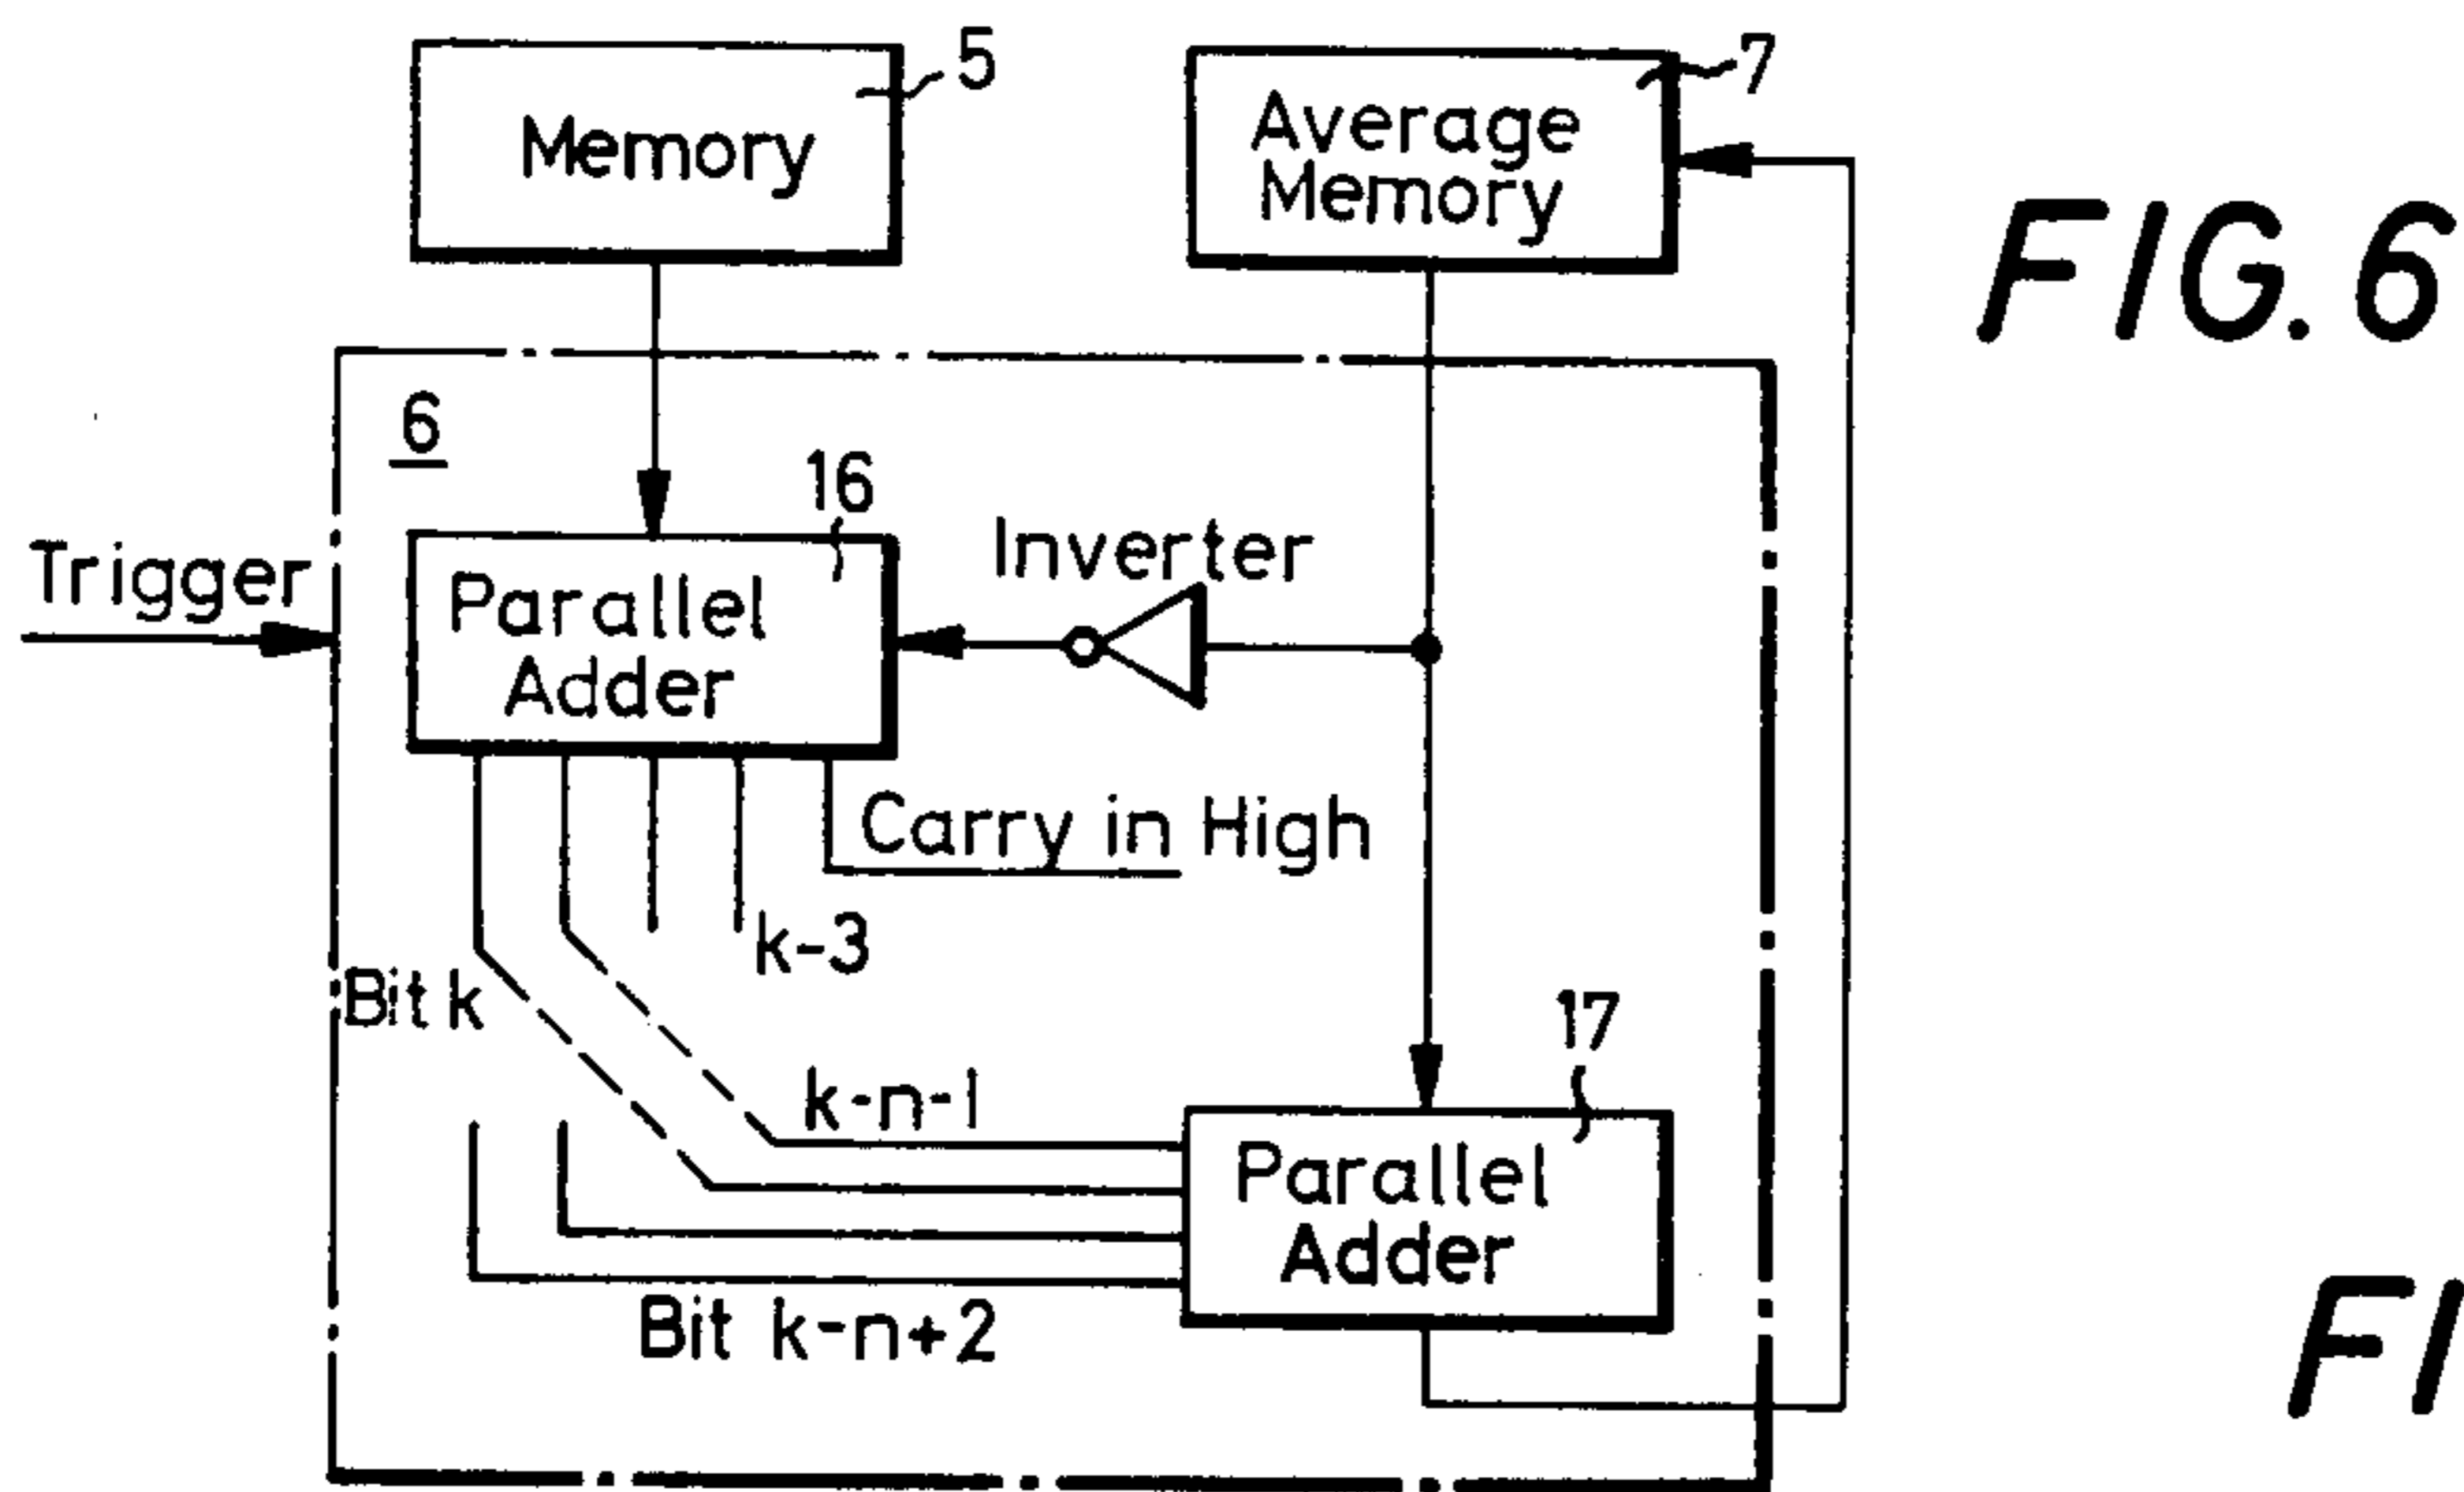 5
7
Memory
Average
Memory
FIG. 6
6
16
Inverter
Trigger
Parallel
Adder
Carry in High
k-3
Bit k
17
k-n-1
Parallel
Adder
Bit k-n+2
FI